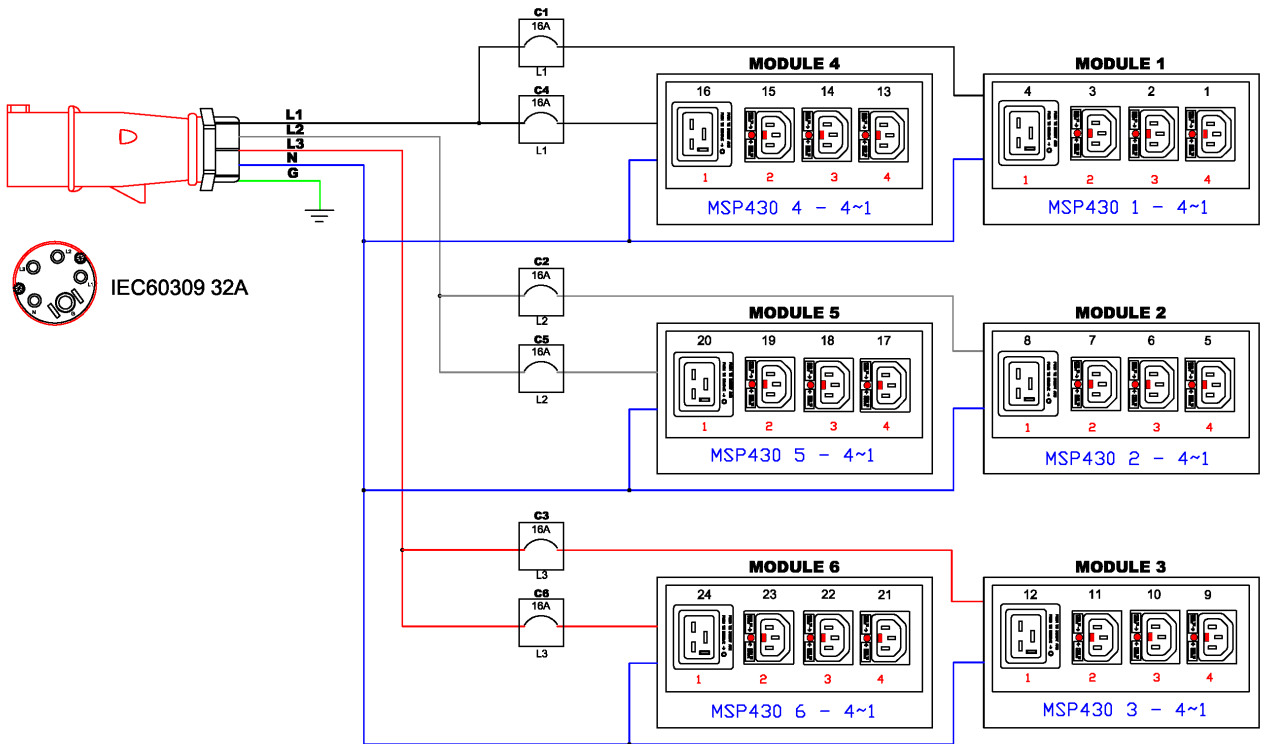 C1
16A
L1
C4
16A
L1
MODULE 4
16 15 14 13
1 2 3 4
MSP430 4 - 4~1
MODULE 1
4 3 2 1
1 2 3 4
MSP430 1 - 4~1
L1
L2
L3
N
G
L3 L2 L1 N G
IEC60309 32A
C2
16A
L2
C5
16A
L2
MODULE 5
20 19 18 17
1 2 3 4
MSP430 5 - 4~1
MODULE 2
8 7 6 5
1 2 3 4
MSP430 2 - 4~1
C3
16A
L3
C6
16A
L3
MODULE 6
24 23 22 21
1 2 3 4
MSP430 6 - 4~1
MODULE 3
12 11 10 9
1 2 3 4
MSP430 3 - 4~1